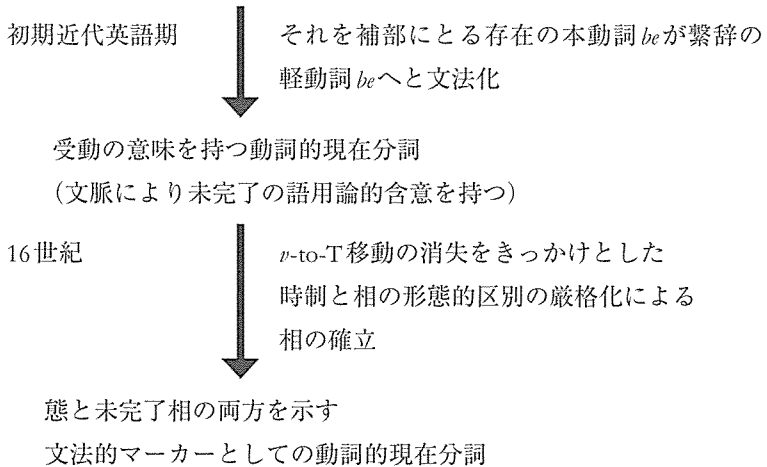 初期近代英語期
それを補部にとる存在の本動詞beが繋辞の
軽動詞beへと文法化
受動の意味を持つ動詞的現在分詞
（文脈により未完了の語用論的含意を持つ）
16世紀
v-to-T移動の消失をきっかけとした
時制と相の形態的区別の厳格化による
相の確立
態と未完了相の両方を示す
文法的マーカーとしての動詞的現在分詞